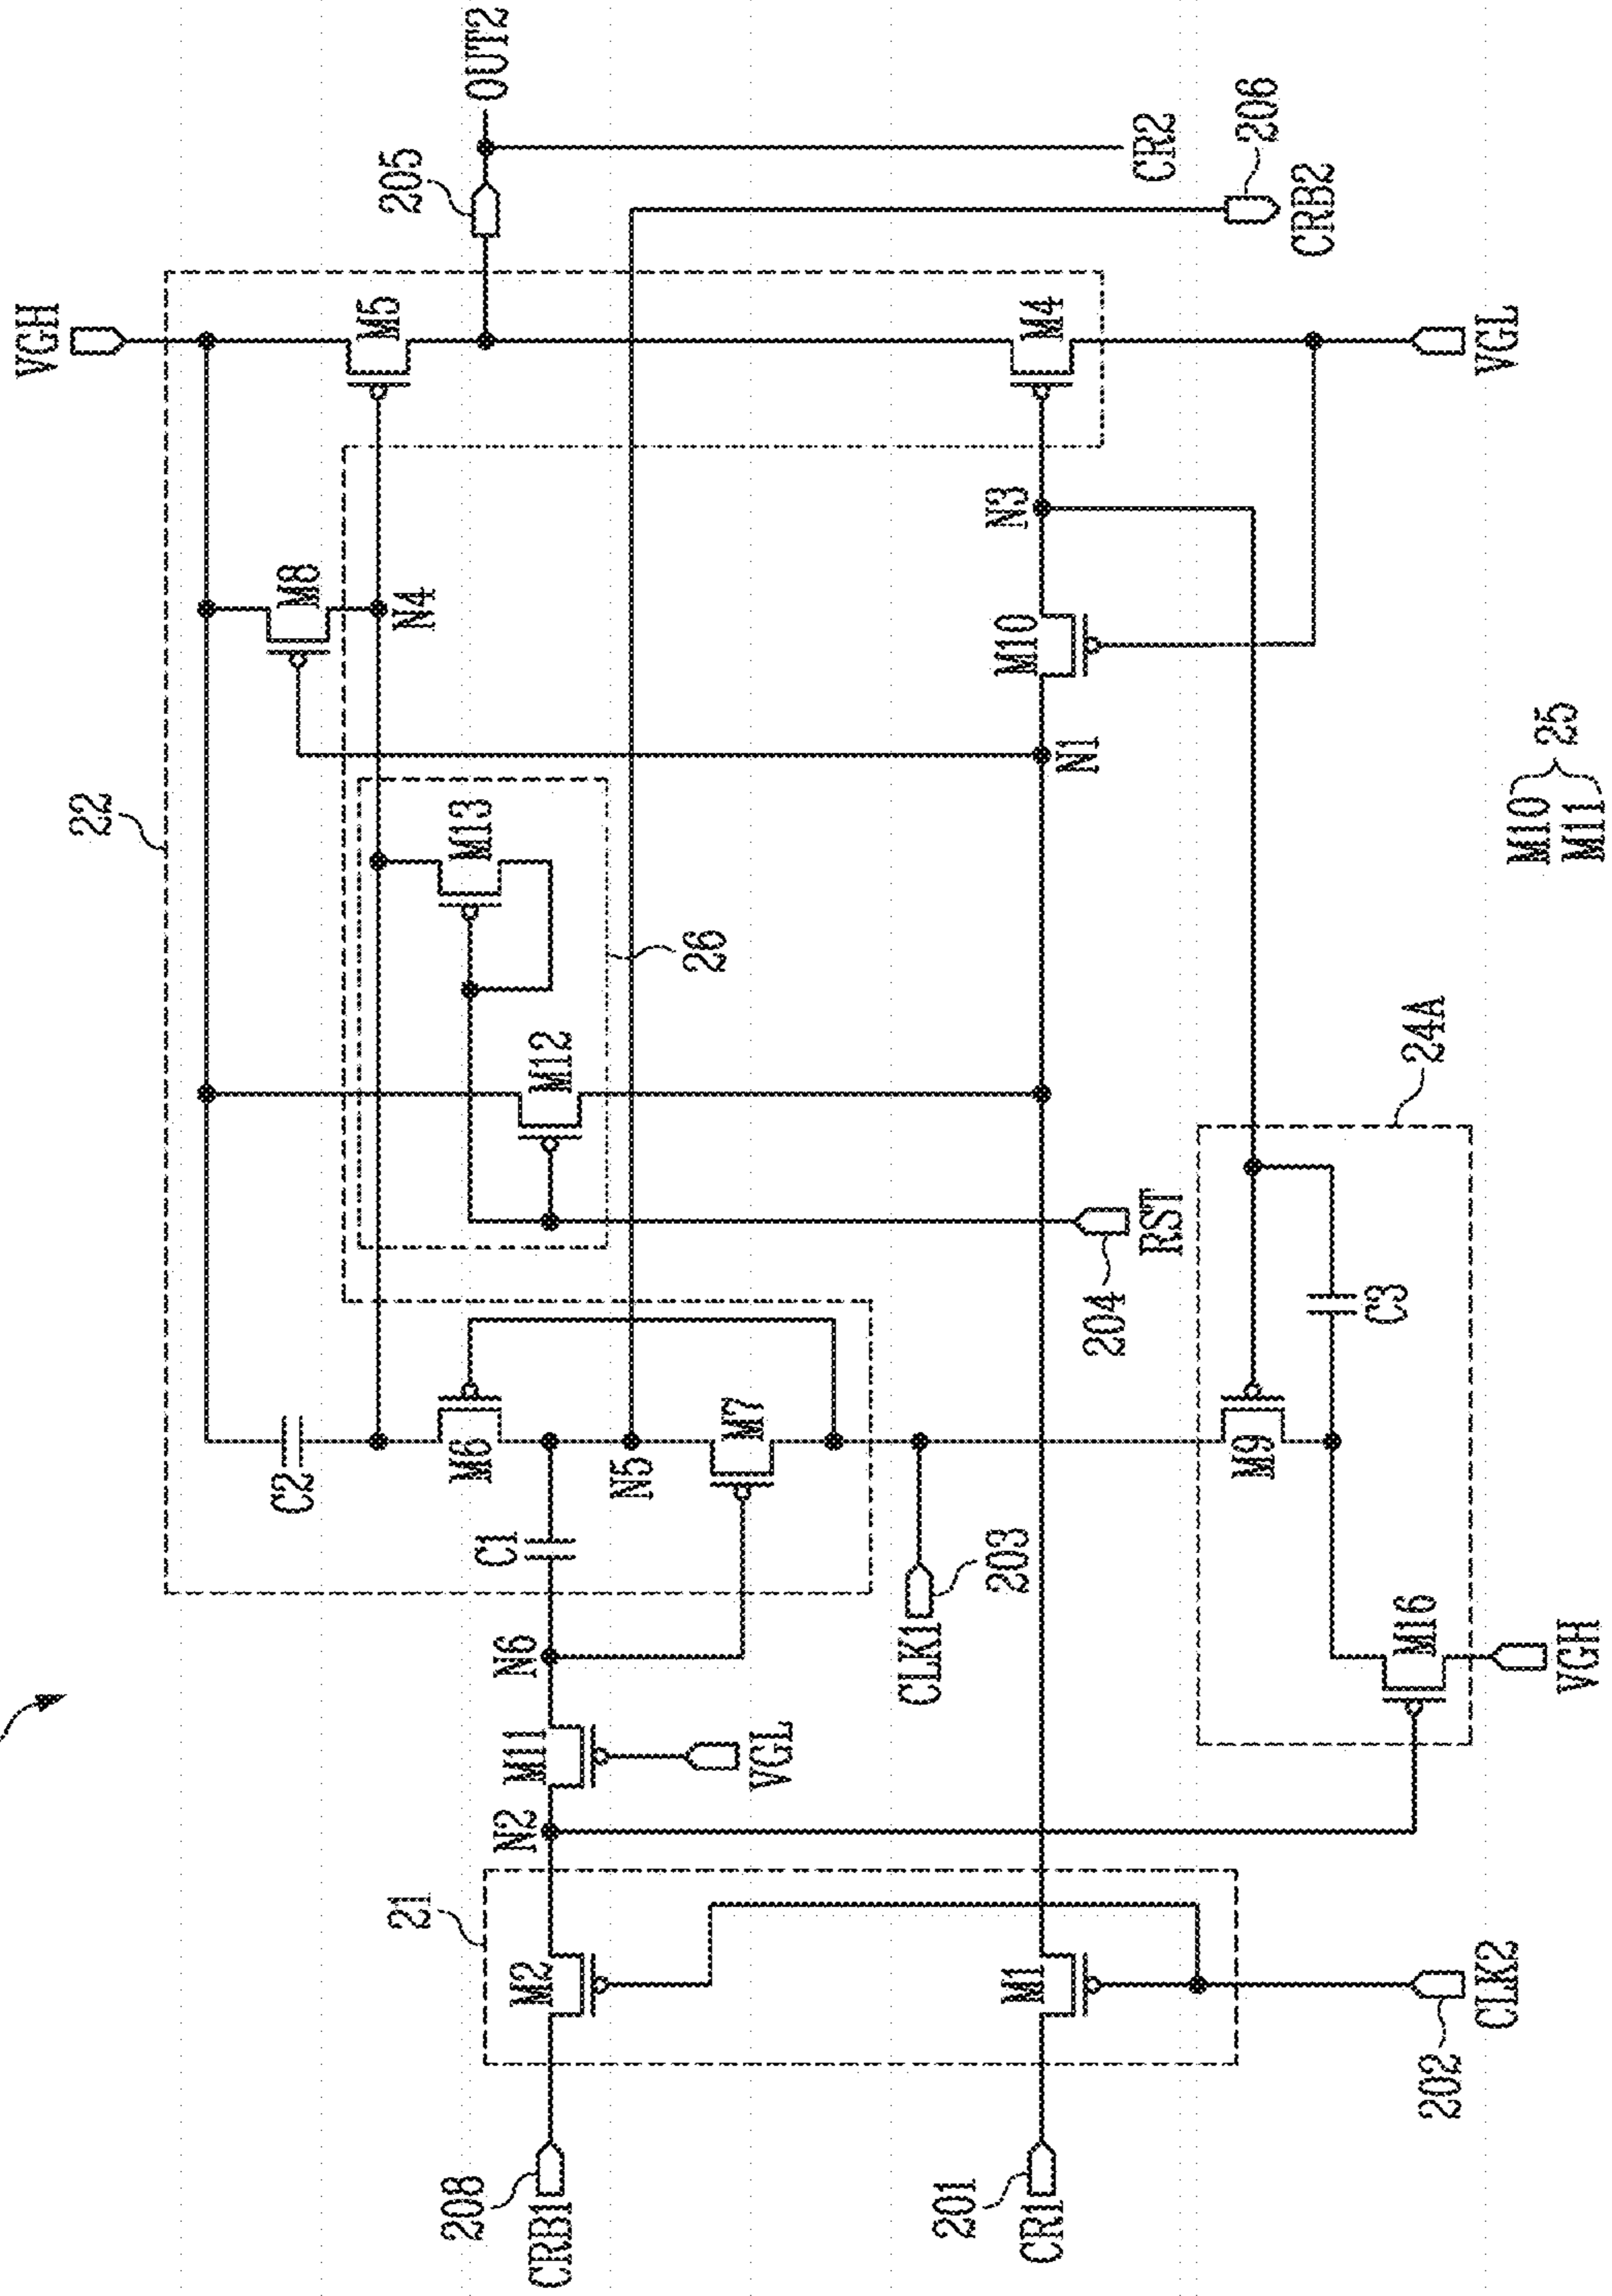 VGH
OUT2
205
M5
22
M8
N4
CR2
206
CRB2
M13
26
M4
N3
M10
N1
VGL
M12
C2
M6
N5
M7
C1
RST
204
24A
M10
M11
25
N6
M11
VGL
CLK1
203
M9
C3
M16
VGH
N2
21
M2
M1
CLK2
202
208
CRB1
201
CR1